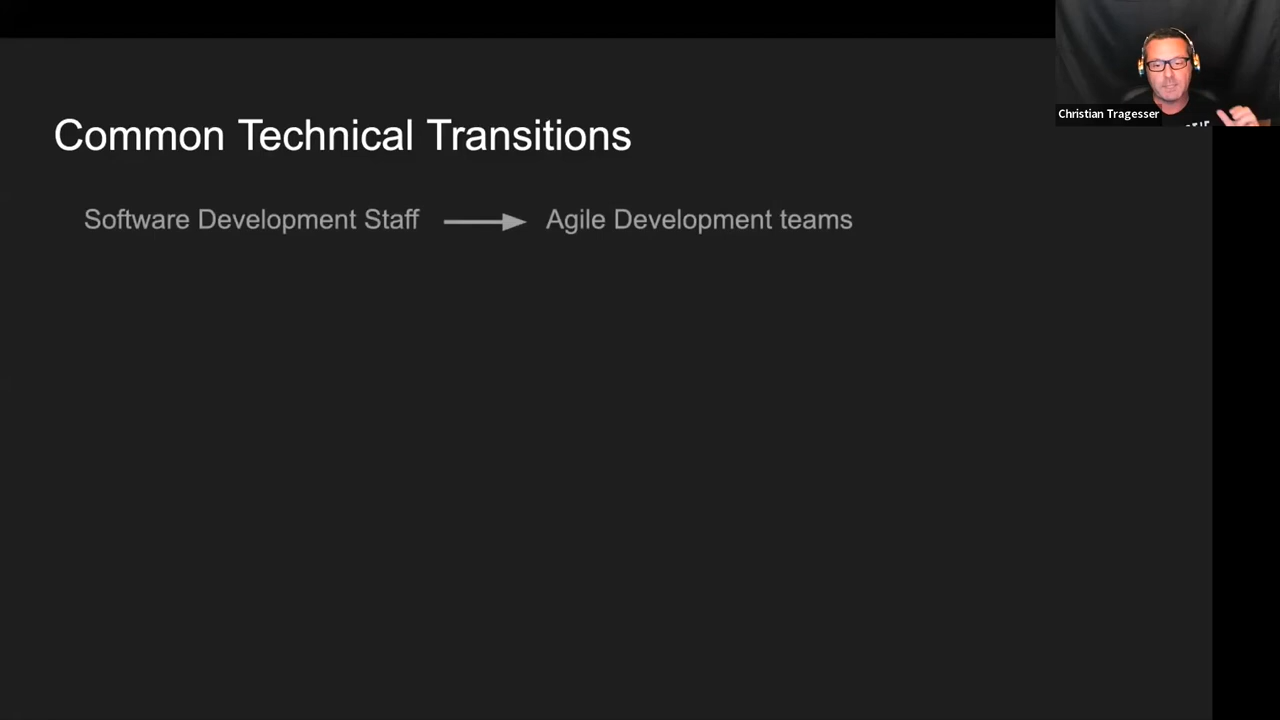 Common Technical Transitions
Software Development Staff
Agile Development teams
Christian Tragesser